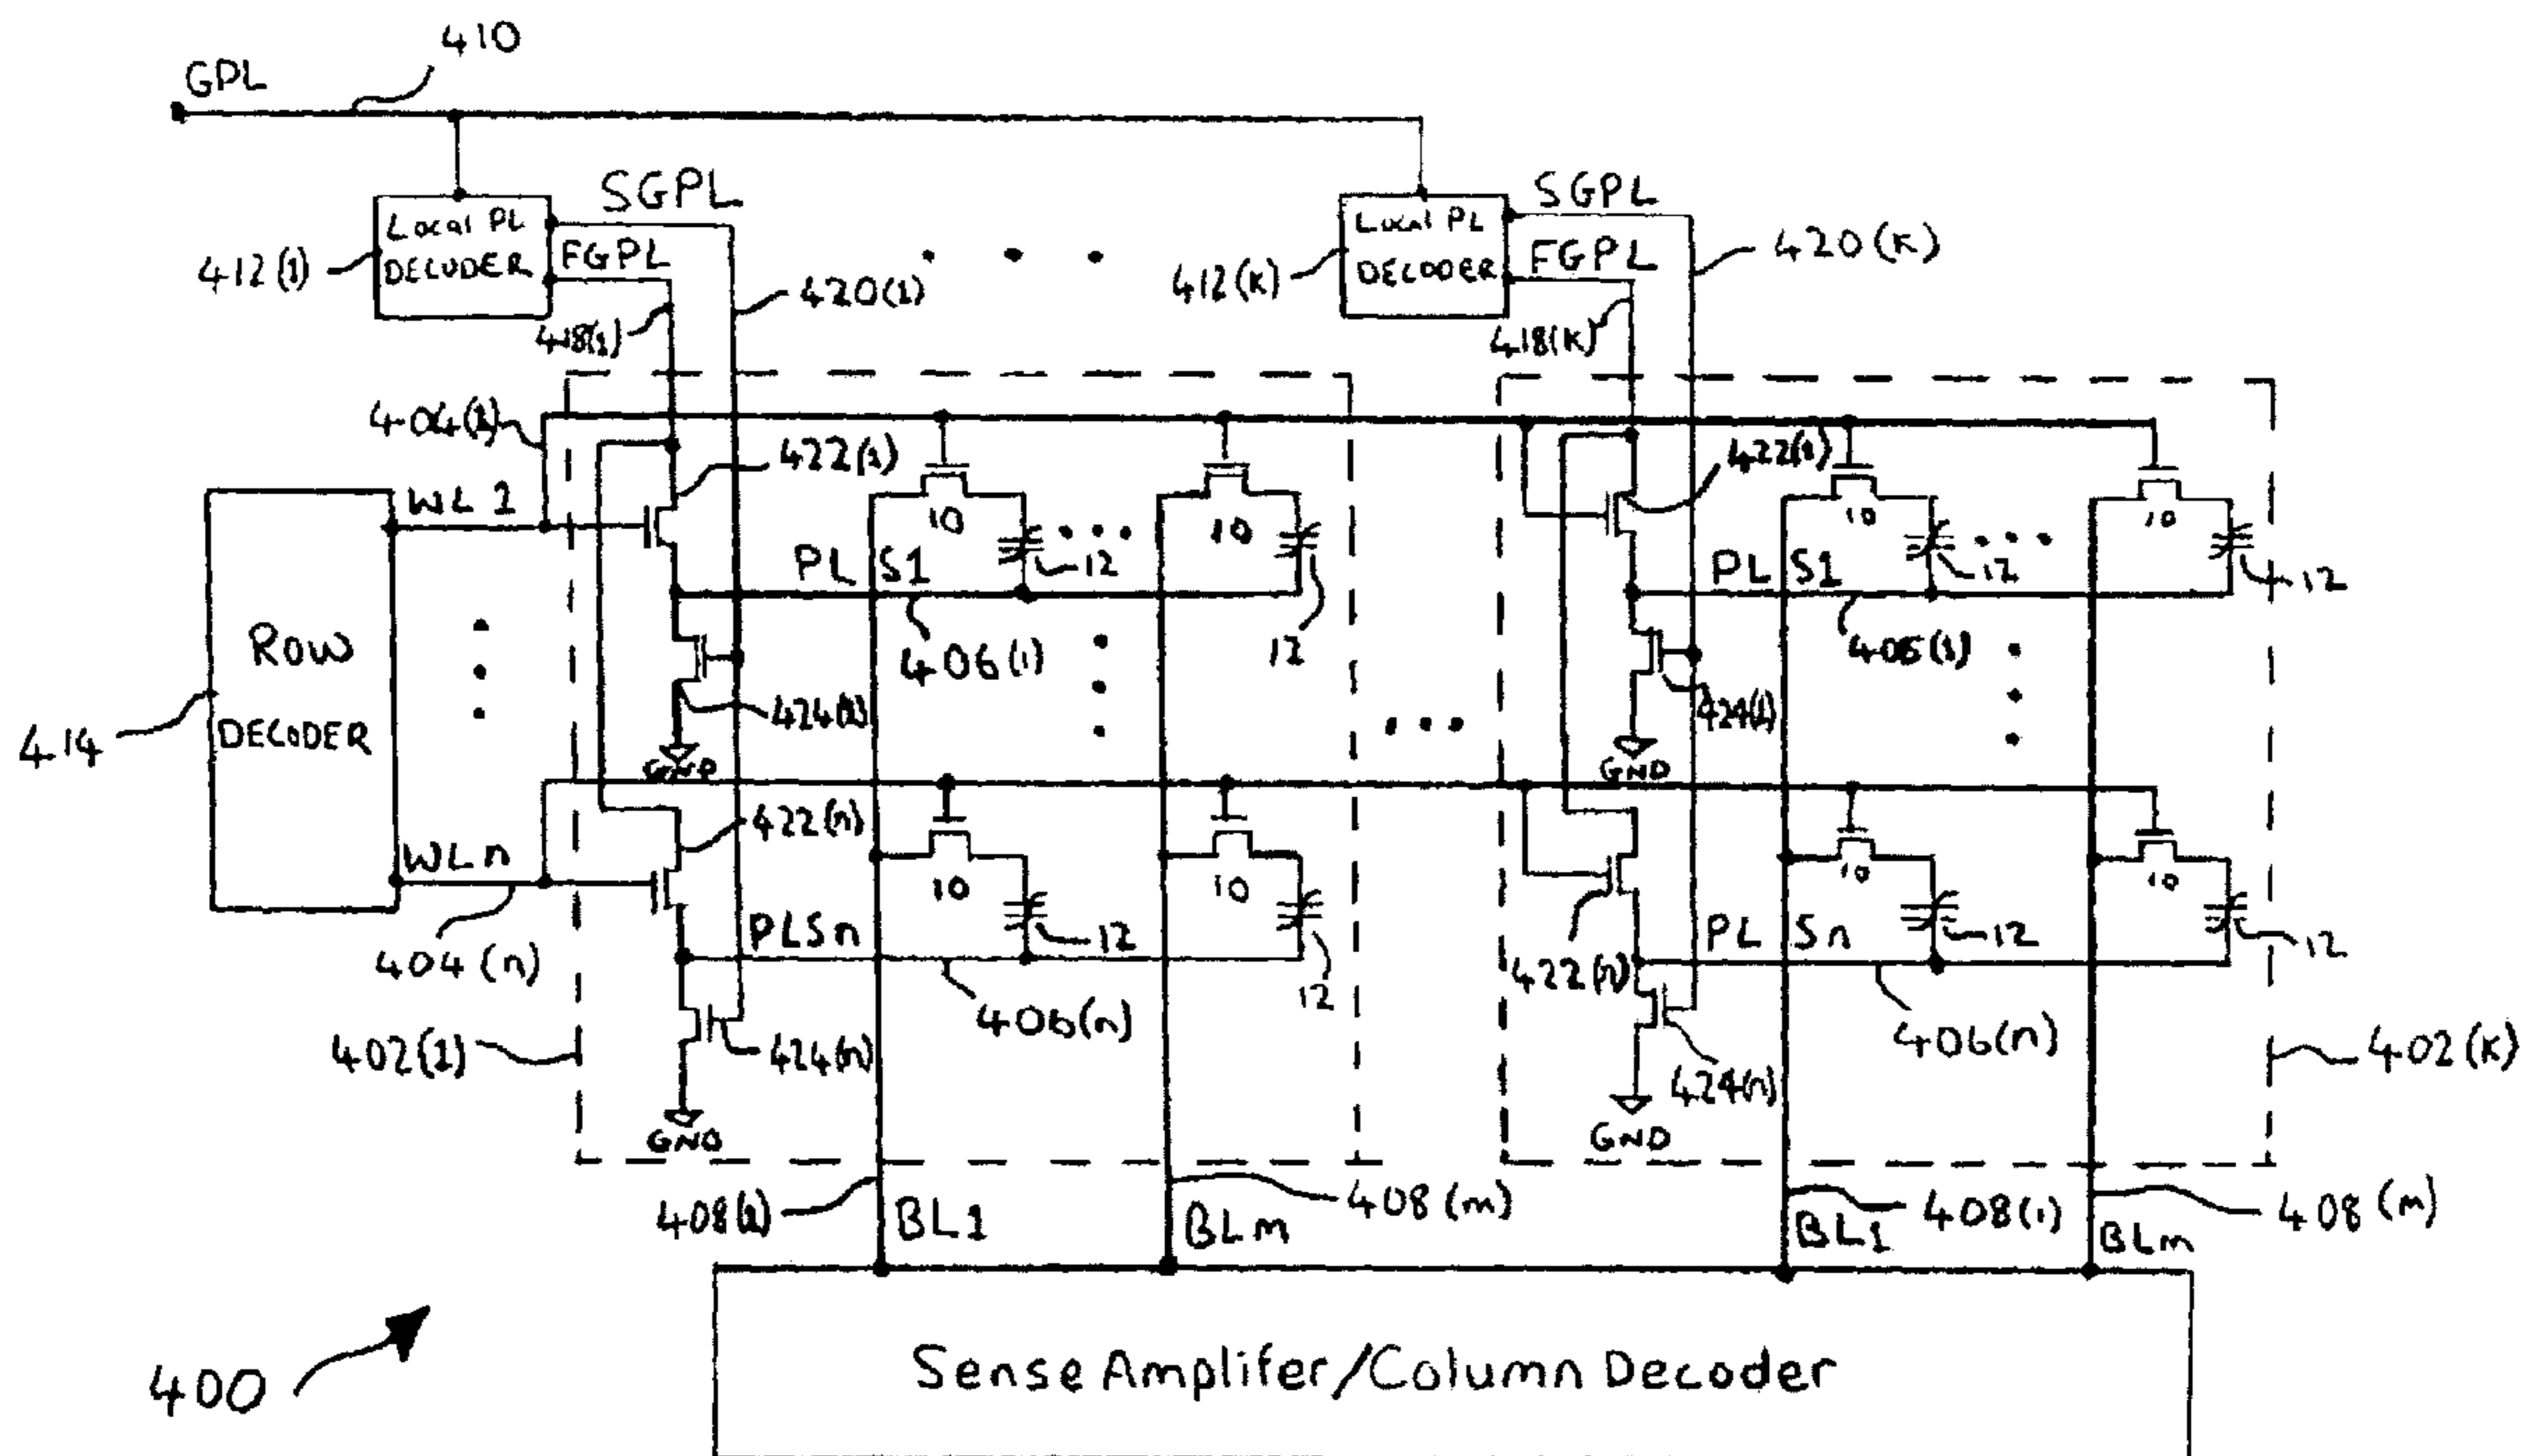 410
GPL
SGPL
SGPL
Local PL
DECODER
FGPL
Local PL
DECODER
FGPL
420(k)
412(1)
420(1)
412(k)
418(1)
418(k)
404(1)
422(1)
422(1)
WL 1
10
10
10
10
PL S1
12
PL S1
12
12
ROW
DECODER
406(1)
12
406(1)
424(1)
424(1)
414
GND
GND
422(n)
WLn
10
10
10
10
404(n)
PLSn
12
PL Sn
12
12
12
422(n)
406(n)
406(n)
402(1)
424(n)
424(n)
402(k)
GND
GND
408(1)
BL1
408(m)
BLm
408(1)
BL1
408(m)
BLm
400
Sense Amplifer/Column Decoder